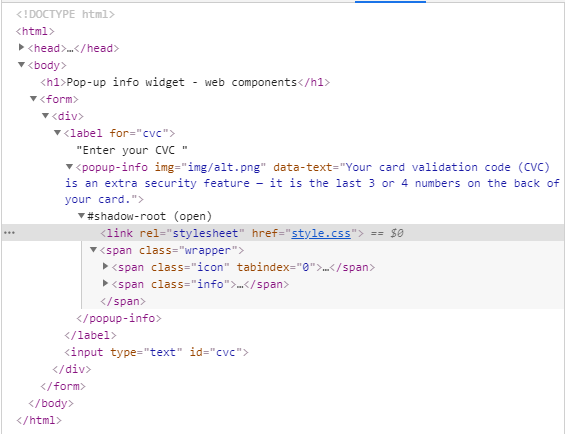 <!DOCTYPE html>
<html>
<head>…</head>
<body>
<h1>Pop-up info widget - web components</h1>
<form>
<div>
<label for="cvc">
"Enter your CVC "
<popup-info img="img/alt.png" data-text="Your card validation code (CVC)
is an extra security feature — it is the last 3 or 4 numbers on the back of
your card.">
#shadow-root (open)
… <link rel="stylesheet" href="style.css"> == $0
<span class="wrapper">
<span class="icon" tabindex="0">…</span>
<span class="info">…</span>
</span>
</popup-info>
</label>
<input type="text" id="cvc">
</div>
</form>
</body>
</html>